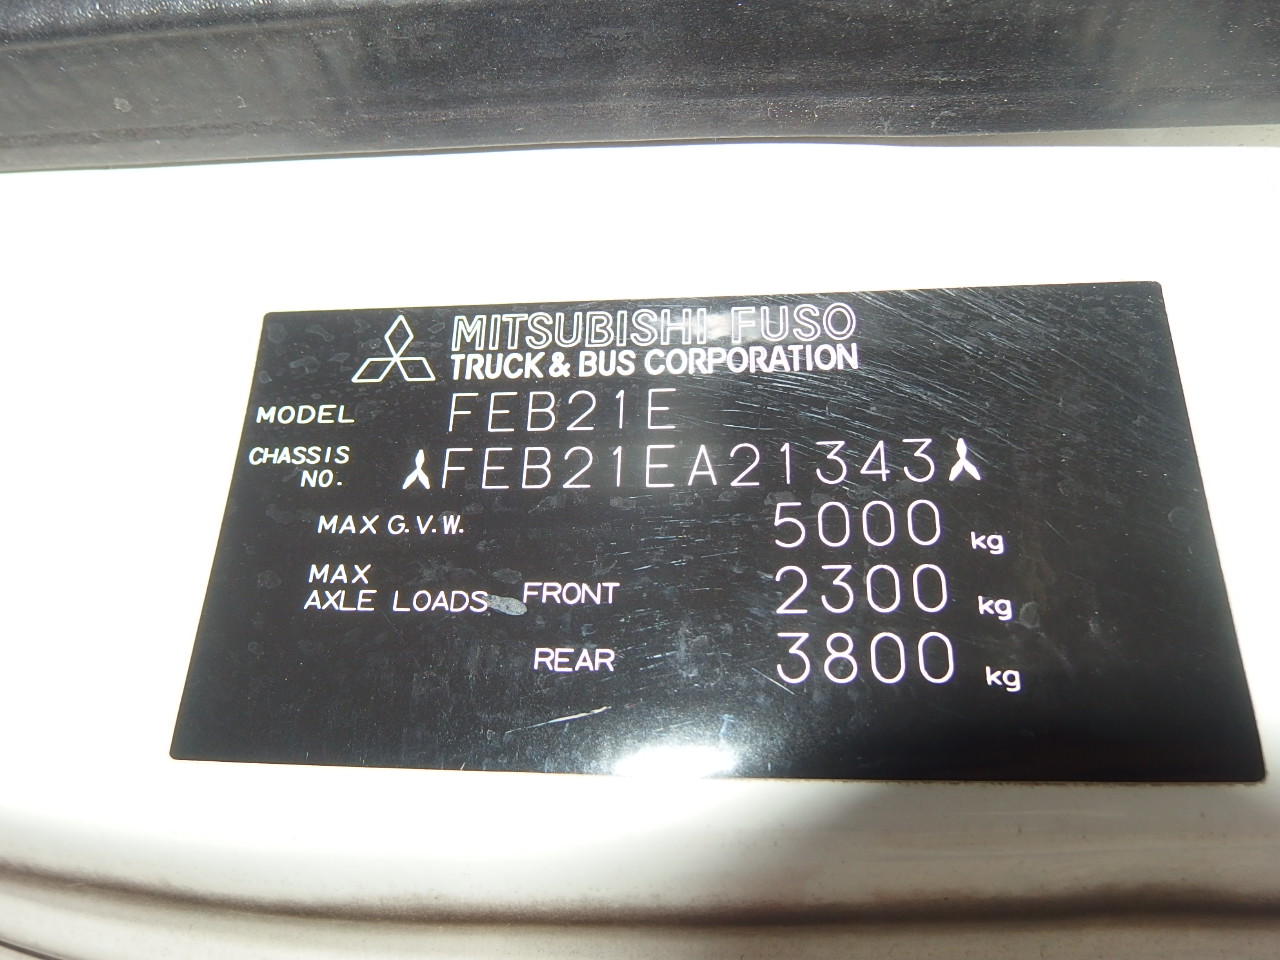 MITSUBISHI FUSO
TRUCK & BUS CORPORATION
MODEL FEB21E
CHASSIS NO. FEB21EA21343
MAX G.V.W. 5000 kg
MAX AXLE LOADS FRONT 2300 kg
REAR 3800 kg